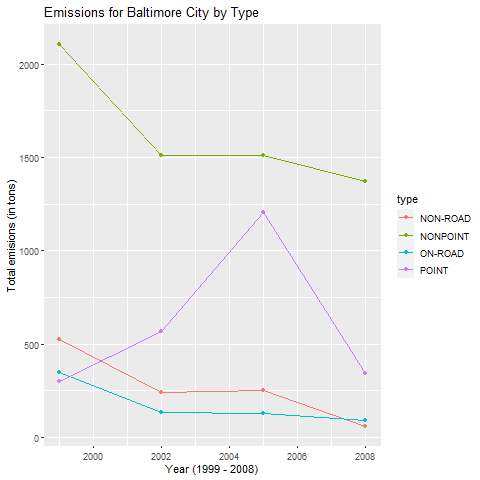 Emissions for Baltimore City by Type
2000
1500
1000
500
0
Total emisions (in tons)
2000
2002
2004
2006
2008
Year (1999 - 2008)
type
NON-ROAD
NONPOINT
ON-ROAD
POINT